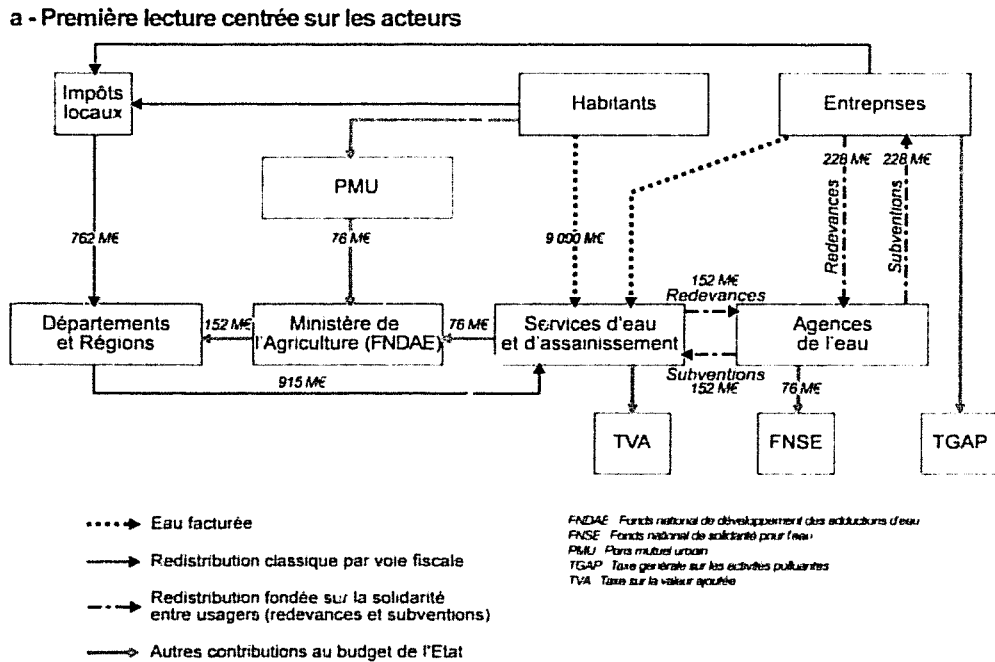 a - Première lecture centrée sur les acteurs
Impôts
locaux
Habitants
Entreprises
PMU
228 M€
228 M€
Redevances
Subventions
762 M€
76 M€
9 000 M€
152 M€
Redevances
Départements
et Régions
152 M€
Ministère de
l'Agriculture (FNDAE)
76 M€
Services d'eau
et d'assainissement
Agences
de l'eau
915 M€
Subventions
152 M€
76 M€
TVA
FNSE
TGAP
Eau facturée
Redistribution classique par voie fiscale
Redistribution fondée sur la solidarité
entre usagers (redevances et subventions)
Autres contributions au budget de l'Etat
FNDAE Fonds national de développement des adductions d'eau
FNSE Fonds national de solidarité pour l'eau
PMU Paris mutuel urbain
TGAP Taxe générale sur les activités polluantes
TVA Taxe sur la valeur ajoutée